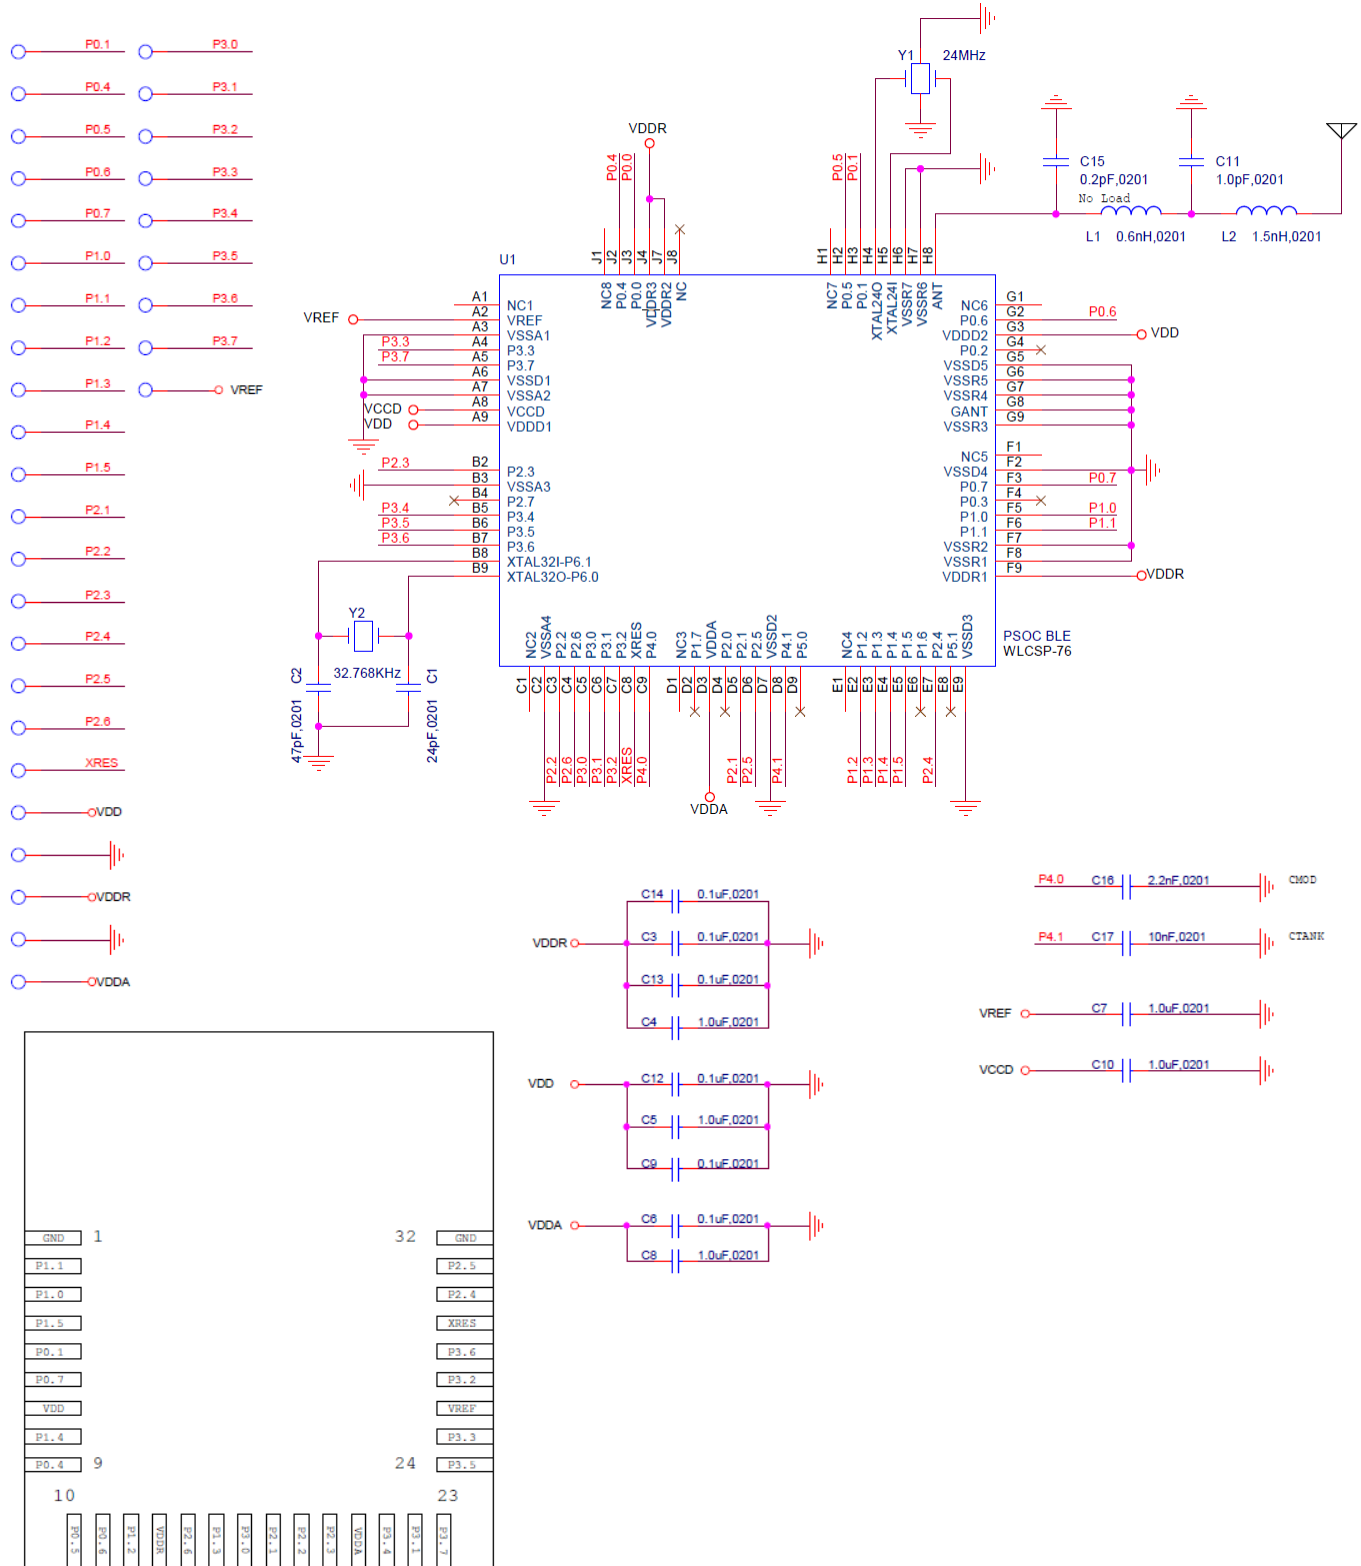 P0.1 P3.0
P0.4 P3.1
P0.5 P3.2
P0.6 P3.3
P0.7 P3.4
P1.0 P3.5
P1.1 P3.6
P1.2 P3.7
P1.3 VREF
P1.4
P1.5
P2.1
P2.2
P2.3
P2.4
P2.5
P2.6
XRES
VDD
VDDR
VDDA
Y1 24MHz
VDDR
P0.4
P0.0
P0.5
P0.1
C15
0.2pF,0201
No Load
C11
1.0pF,0201
L1 0.6nH,0201
L2 1.5nH,0201
U1
J1 NC8
J2 P0.4
J3 P0.0
J4 VDDR3
J7 VDDR2
J8 NC
H1 NC7
H2 P0.5
H3 P0.1
H4 XTAL24O
H5 XTAL24I
H6 VSSR7
H7 VSSR6
H8 ANT
A1 NC1
VREF A2 VREF
A3 VSSA1
P3.3 A4 P3.3
P3.7 A5 P3.7
A6 VSSD1
A7 VSSA2
VCCD A8 VCCD
VDD A9 VDDD1
P2.3 B2 P2.3
B3 VSSA3
B4 P2.7
P3.4 B5 P3.4
P3.5 B6 P3.5
P3.6 B7 P3.6
B8 XTAL32I-P6.1
B9 XTAL32O-P6.0
NC6 G1
P0.6 G2 P0.6
VDDD2 G3 VDD
P0.2 G4
VSSD5 G5
VSSR5 G6
VSSR4 G7
GANT G8
VSSR3 G9
NC5 F1
VSSD4 F2
P0.7 F3 P0.7
P0.3 F4
P1.0 F5 P1.0
P1.1 F6 P1.1
VSSR2 F7
VSSR1 F8
VDDR1 F9 VDDR
PSOC BLE
WLCSP-76
Y2
32.768KHz
C2
47pF,0201
C1
24pF,0201
NC2 C1
VSSA4 C2
P2.2 C3 P2.2
P2.6 C4 P2.6
P3.0 C5 P3.0
P3.1 C6 P3.1
P3.2 C7 P3.2
XRES C8 XRES
P4.0 C9 P4.0
NC3 D1
P1.7 D2
VDDA D3 VDDA
P2.0 D4
P2.1 D5 P2.1
P2.5 D6 P2.5
VSSD2 D7
P4.1 D8 P4.1
P5.0 D9
NC4 E1
P1.2 E2 P1.2
P1.3 E3 P1.3
P1.4 E4 P1.4
P1.5 E5 P1.5
P1.6 E6
P2.4 E7 P2.4
P5.1 E8
VSSD3 E9
C14 0.1uF,0201
VDDR C3 0.1uF,0201
C13 0.1uF,0201
C4 1.0uF,0201
VDD C12 0.1uF,0201
C5 1.0uF,0201
C9 0.1uF,0201
VDDA C6 0.1uF,0201
C8 1.0uF,0201
P4.0 C16 2.2nF,0201 CMOD
P4.1 C17 10nF,0201 CTANK
VREF C7 1.0uF,0201
VCCD C10 1.0uF,0201
GND 1 32 GND
P1.1 P2.5
P1.0 P2.4
P1.5 XRES
P0.1 P3.6
P0.7 P3.2
VDD VREF
P1.4 P3.3
P0.4 9 24 P3.5
10 23
P0.5
P0.6
P1.2
VDDR
P2.6
P1.3
P3.0
P2.1
P2.2
P2.3
VDDA
P3.4
P3.1
P3.7